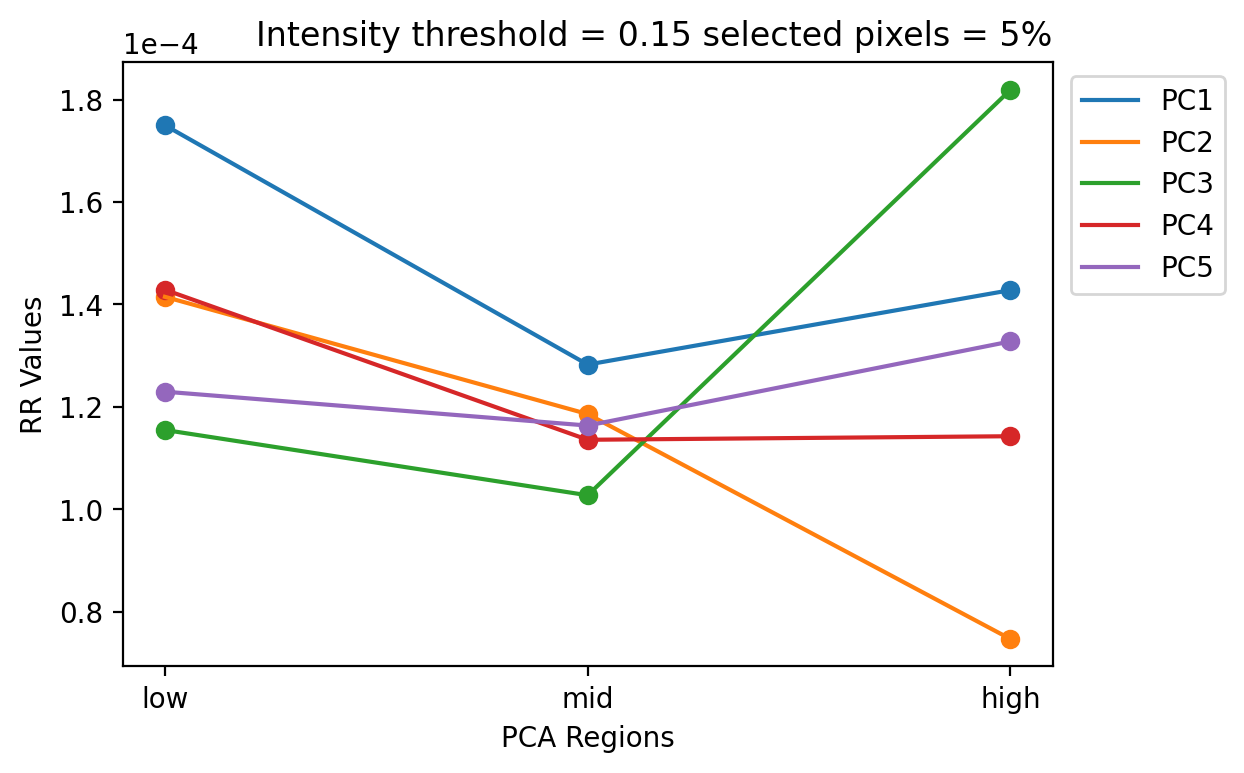 Intensity threshold = 0.15 selected pixels = 5%
1e−4
1.8
1.6
1.4
1.2
1.0
0.8
RR Values
low
mid
high
PCA Regions
PC1
PC2
PC3
PC4
PC5